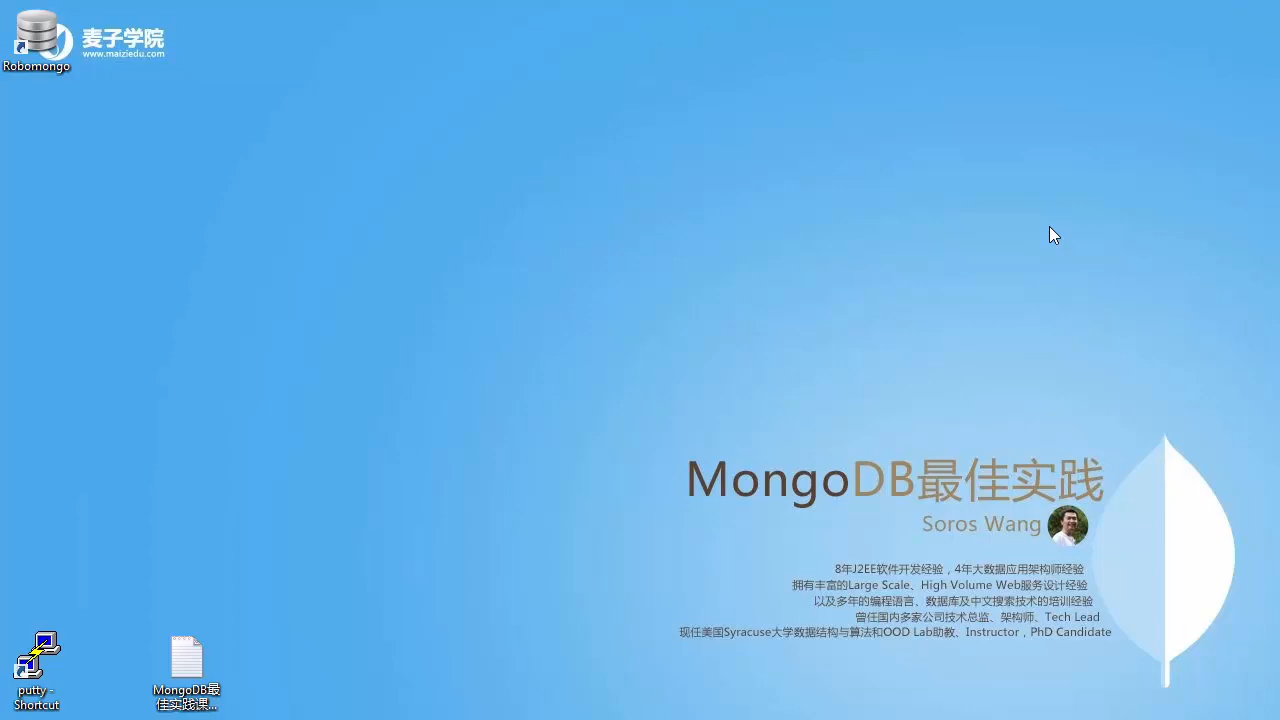 麦子学院
www.maiziedu.com
Robomongo
MongoDB最佳实践
Soros Wang
8年J2EE软件开发经验，4年大数据应用架构师经验
拥有丰富的Large Scale、High Volume Web服务设计经验
以及多年的编程语言、数据库及中文搜索技术的培训经验
曾任国内多家公司技术总监、架构师、Tech Lead
现任美国Syracuse大学数据结构与算法和OOD Lab助教、Instructor，PhD Candidate
putty -
Shortcut
MongoDB最
佳实践课...